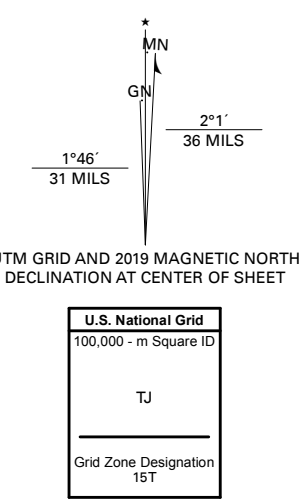 ★
MN
GN
2°1´
36 MILS
1°46´
31 MILS
UTM GRID AND 2019 MAGNETIC NORTH
DECLINATION AT CENTER OF SHEET
U.S. National Grid
100,000 - m Square ID
TJ
Grid Zone Designation
15T